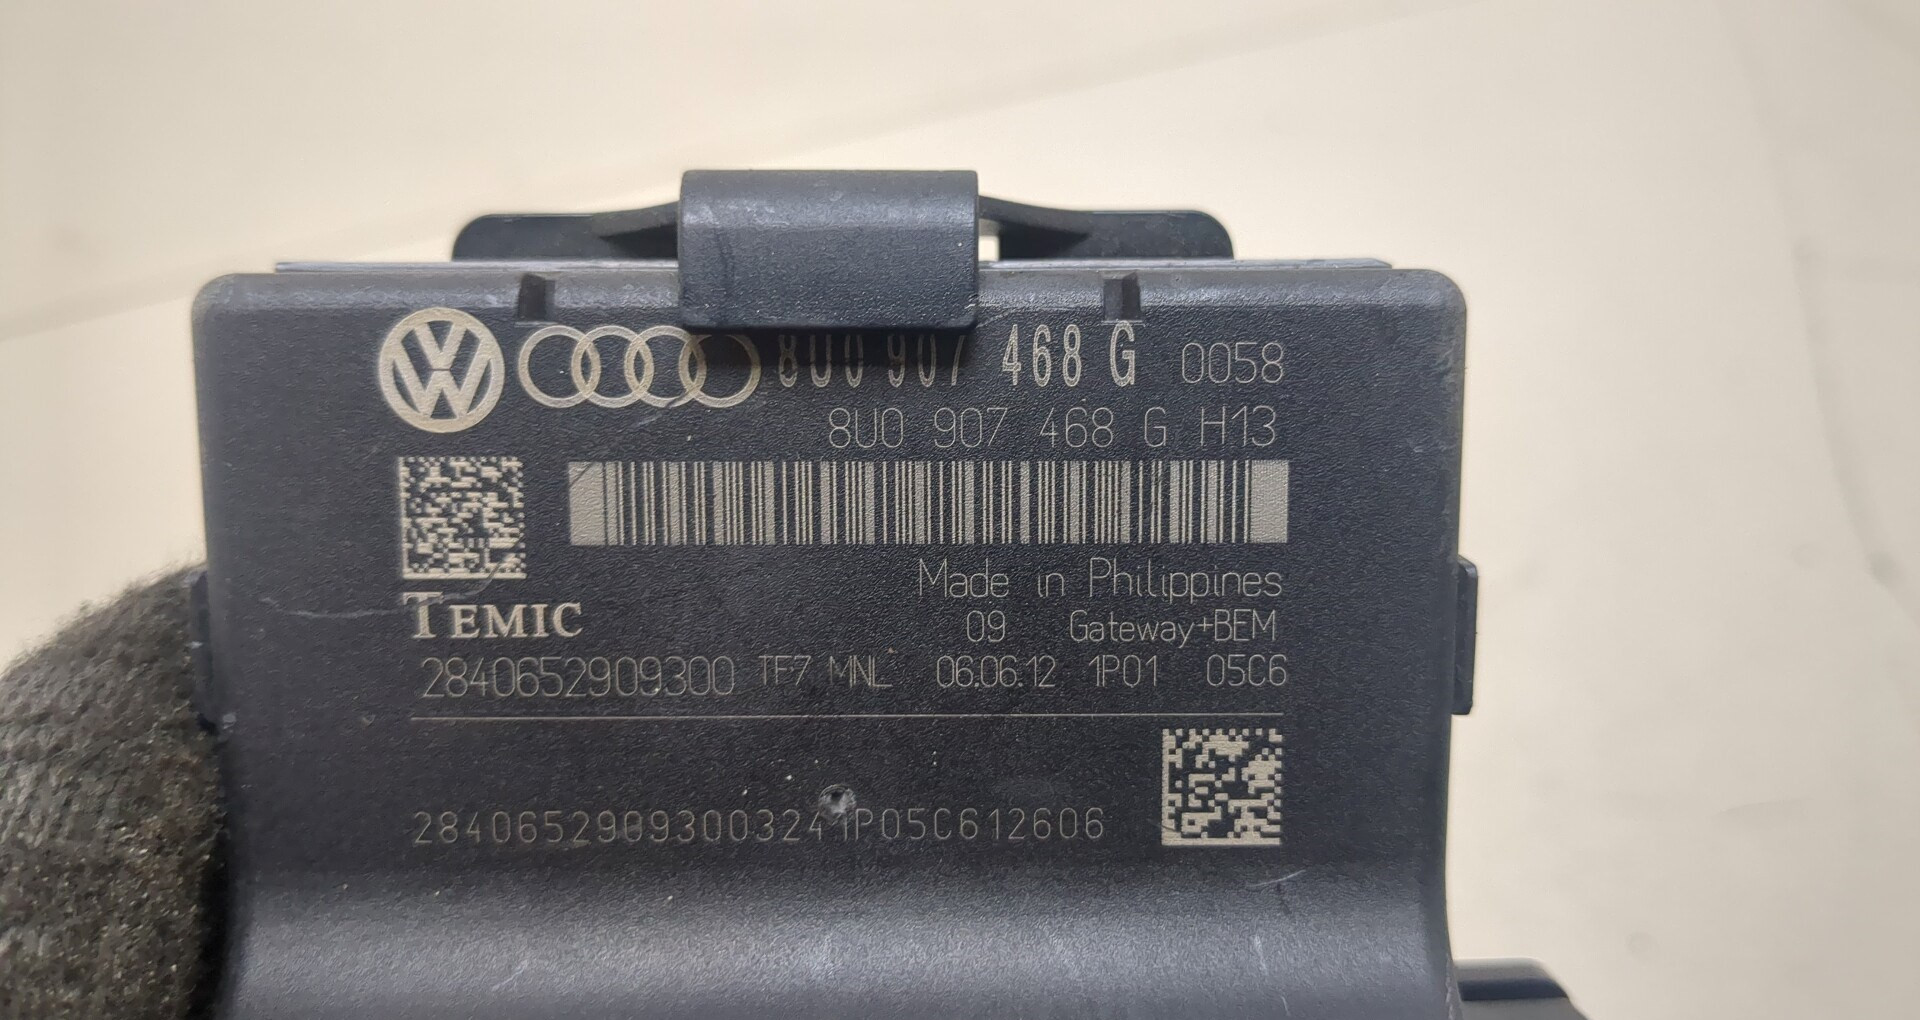 8U0 907 468 G 0058
8U0 907 468 G H13
Made in Philippines
TEMIC
09 Gateway+BEM
2840652909300 TF7 MNL 06.06.12 1P01 05C6
28406529093003241P05C612606